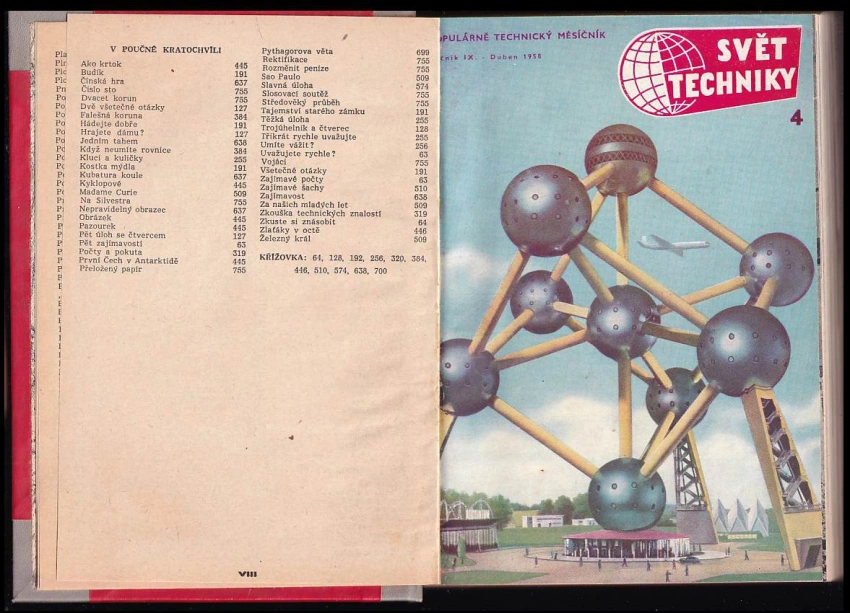 V POUČNÉ KRATOCHVÍLI
Ako krtok 445
Budík 191
Čínská hra 637
Číslo sto 755
Dvacet korun 755
Dvě všetečné otázky 127
Falešná koruna 384
Hádejte dobře 191
Hrajete dámu? 127
Jedním tahem 638
Když neumíte rovnice 384
Kluci a kuličky 255
Kostka mýdla 191
Kubatura koule 637
Kyklopové 445
Madame Curie 509
Na Silvestra 755
Nepravidelný obrazec 637
Obrázek 445
Pazourek 445
Pět úloh se čtvercem 127
Pět zajímavostí 63
Počty a pokuta 319
První Čech v Antarktidě 445
Přeložený papír 755
Pythagorova věta 699
Rektifikace 755
Rozměnit peníze 755
Sao Paulo 509
Slavná úloha 574
Slosovací soutěž 755
Středověký průběh 755
Tajemství starého zámku 191
Těžká úloha 255
Trojúhelník a čtverec 128
Třikrát rychle uvažujte 255
Umíte vážit? 256
Uvažujete rychle? 63
Vojáci 755
Všetečné otázky 191
Zajímavé počty 63
Zajímavé šachy 510
Zajímavost 638
Za našich mladých let 509
Zkouška technických znalostí 319
Zkuste si znásobit 64
Zlaťáky v octě 446
Železný král 509
KŘÍŽOVKA: 64, 128, 192, 256, 320, 384,
446, 510, 574, 638, 700
VIII
OPULÁRNĚ TECHNICKÝ MĚSÍČNÍK
čník IX. - Duben 1958
SVĚT
TECHNIKY
4